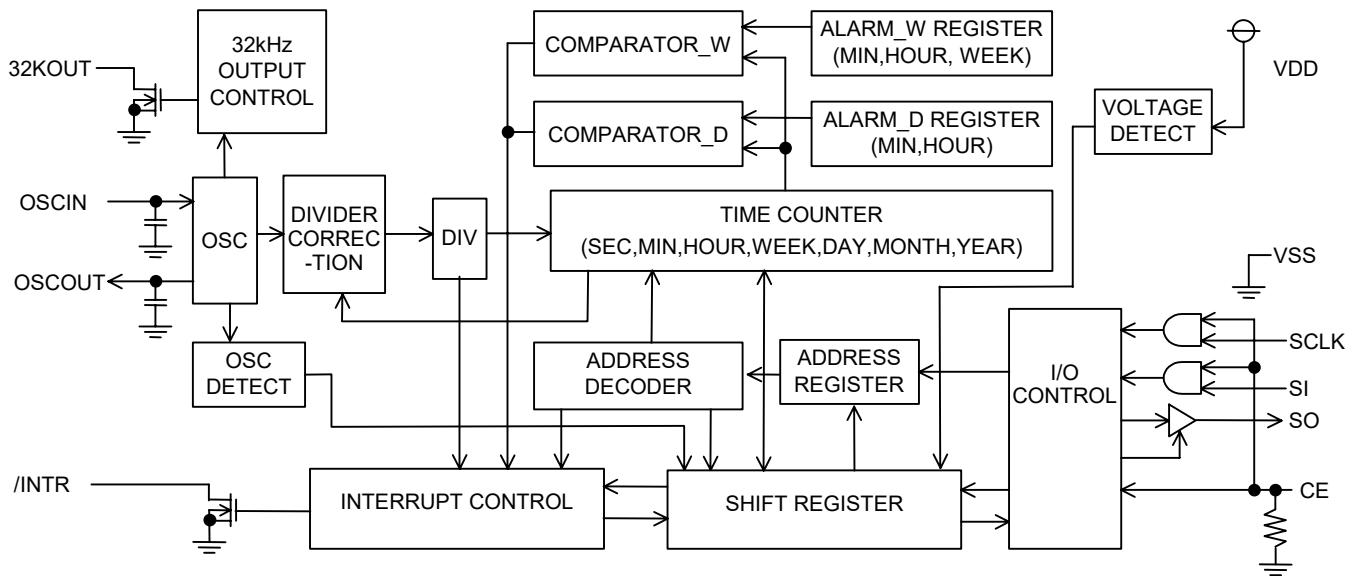 32KOUT
32kHz
OUTPUT
CONTROL
COMPARATOR_W
ALARM_W REGISTER
(MIN,HOUR, WEEK)
VDD
COMPARATOR_D
ALARM_D REGISTER
(MIN,HOUR)
VOLTAGE
DETECT
OSCIN
OSC
OSCOUT
DIVIDER
CORREC
-TION
DIV
TIME COUNTER
(SEC,MIN,HOUR,WEEK,DAY,MONTH,YEAR)
VSS
OSC
DETECT
ADDRESS
DECODER
ADDRESS
REGISTER
I/O
CONTROL
SCLK
SI
SO
/INTR
INTERRUPT CONTROL
SHIFT REGISTER
CE